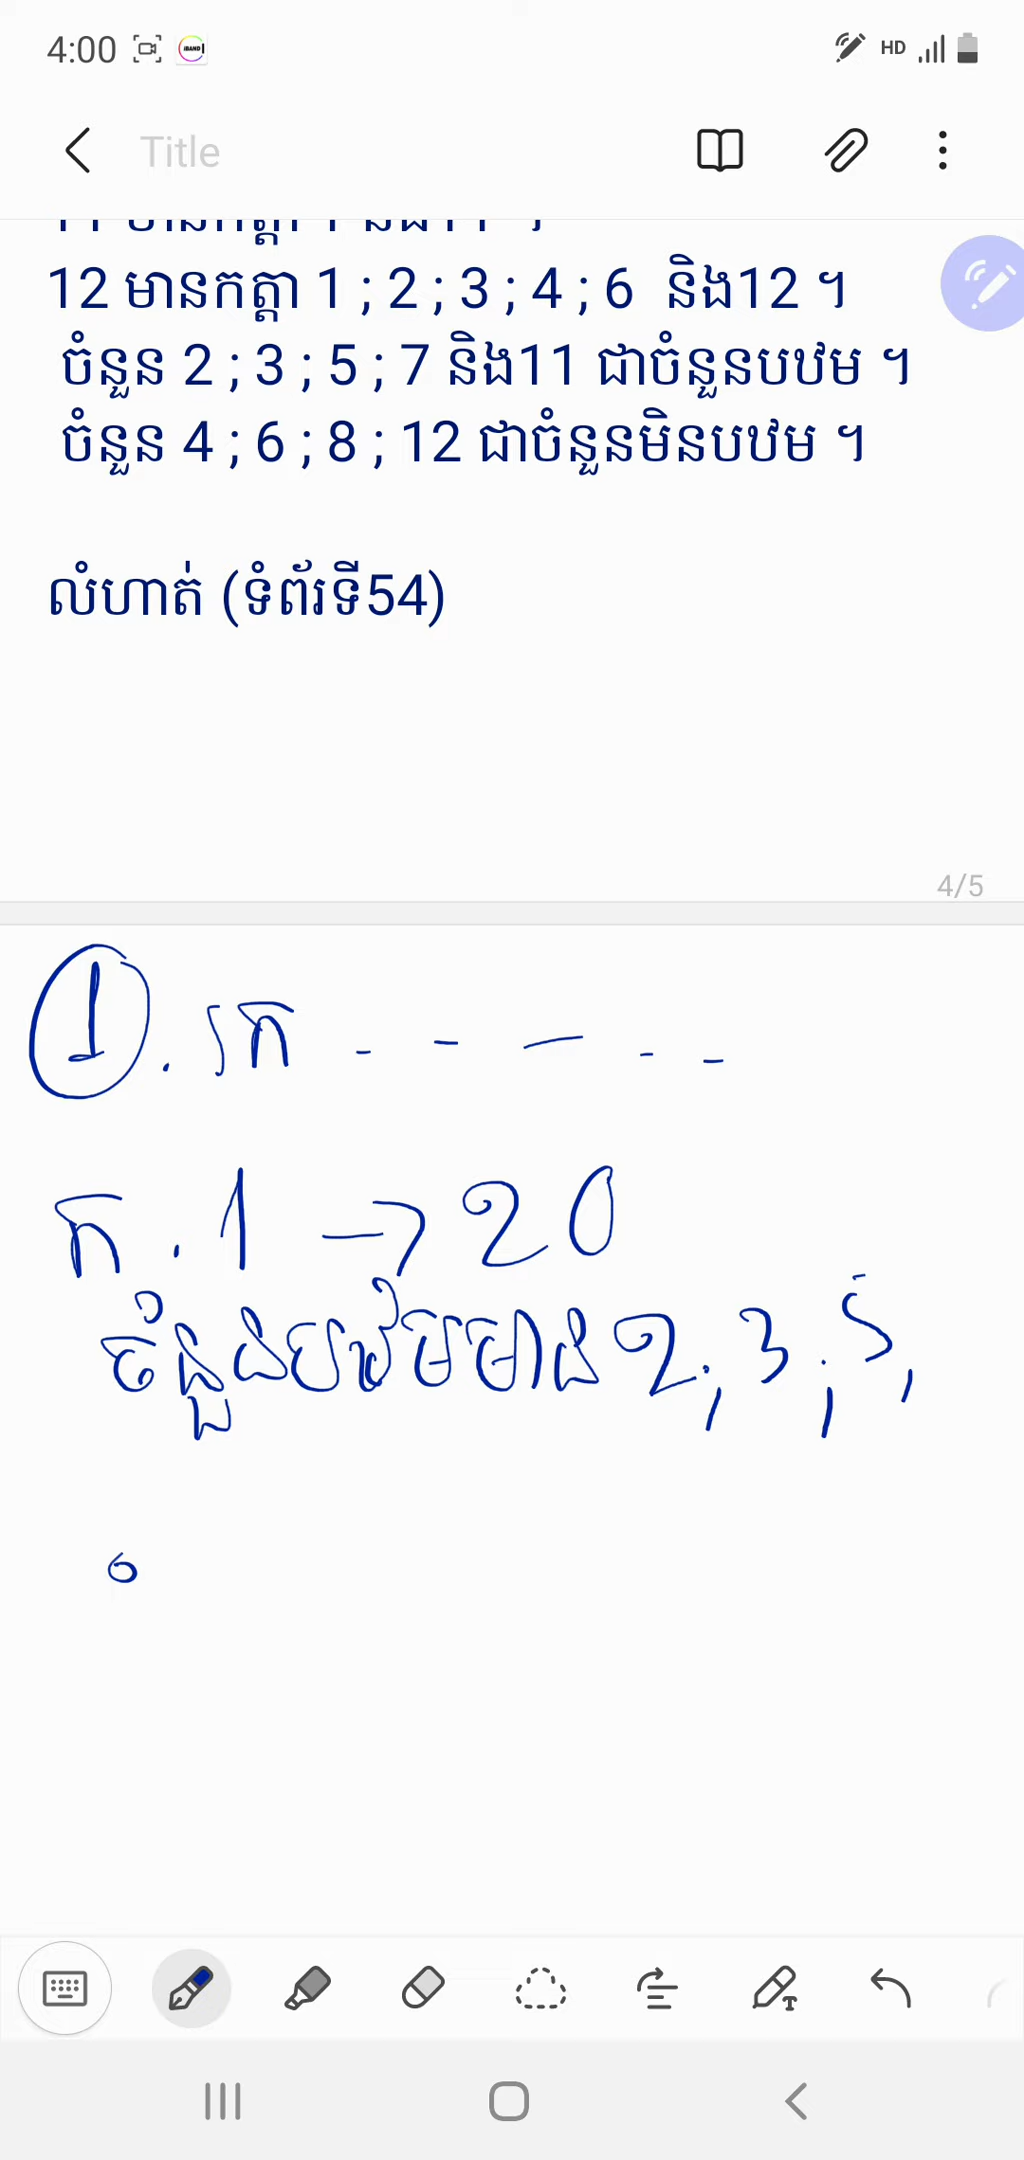 4:00 iBAND HD
Title
12 មានកត្តា 1 ; 2 ; 3 ; 4 ; 6 និង12 ។
ចំនួន 2 ; 3 ; 5 ; 7 និង11 ជាចំនួនបឋម ។
ចំនួន 4 ; 6 ; 8 ; 12 ជាចំនួនមិនបឋម ។
លំហាត់ (ទំព័រទី54)
4/5
1. រក - - — - -
ក. 1 → 20
ចំនួនបឋមមាន 2; 3; 5,